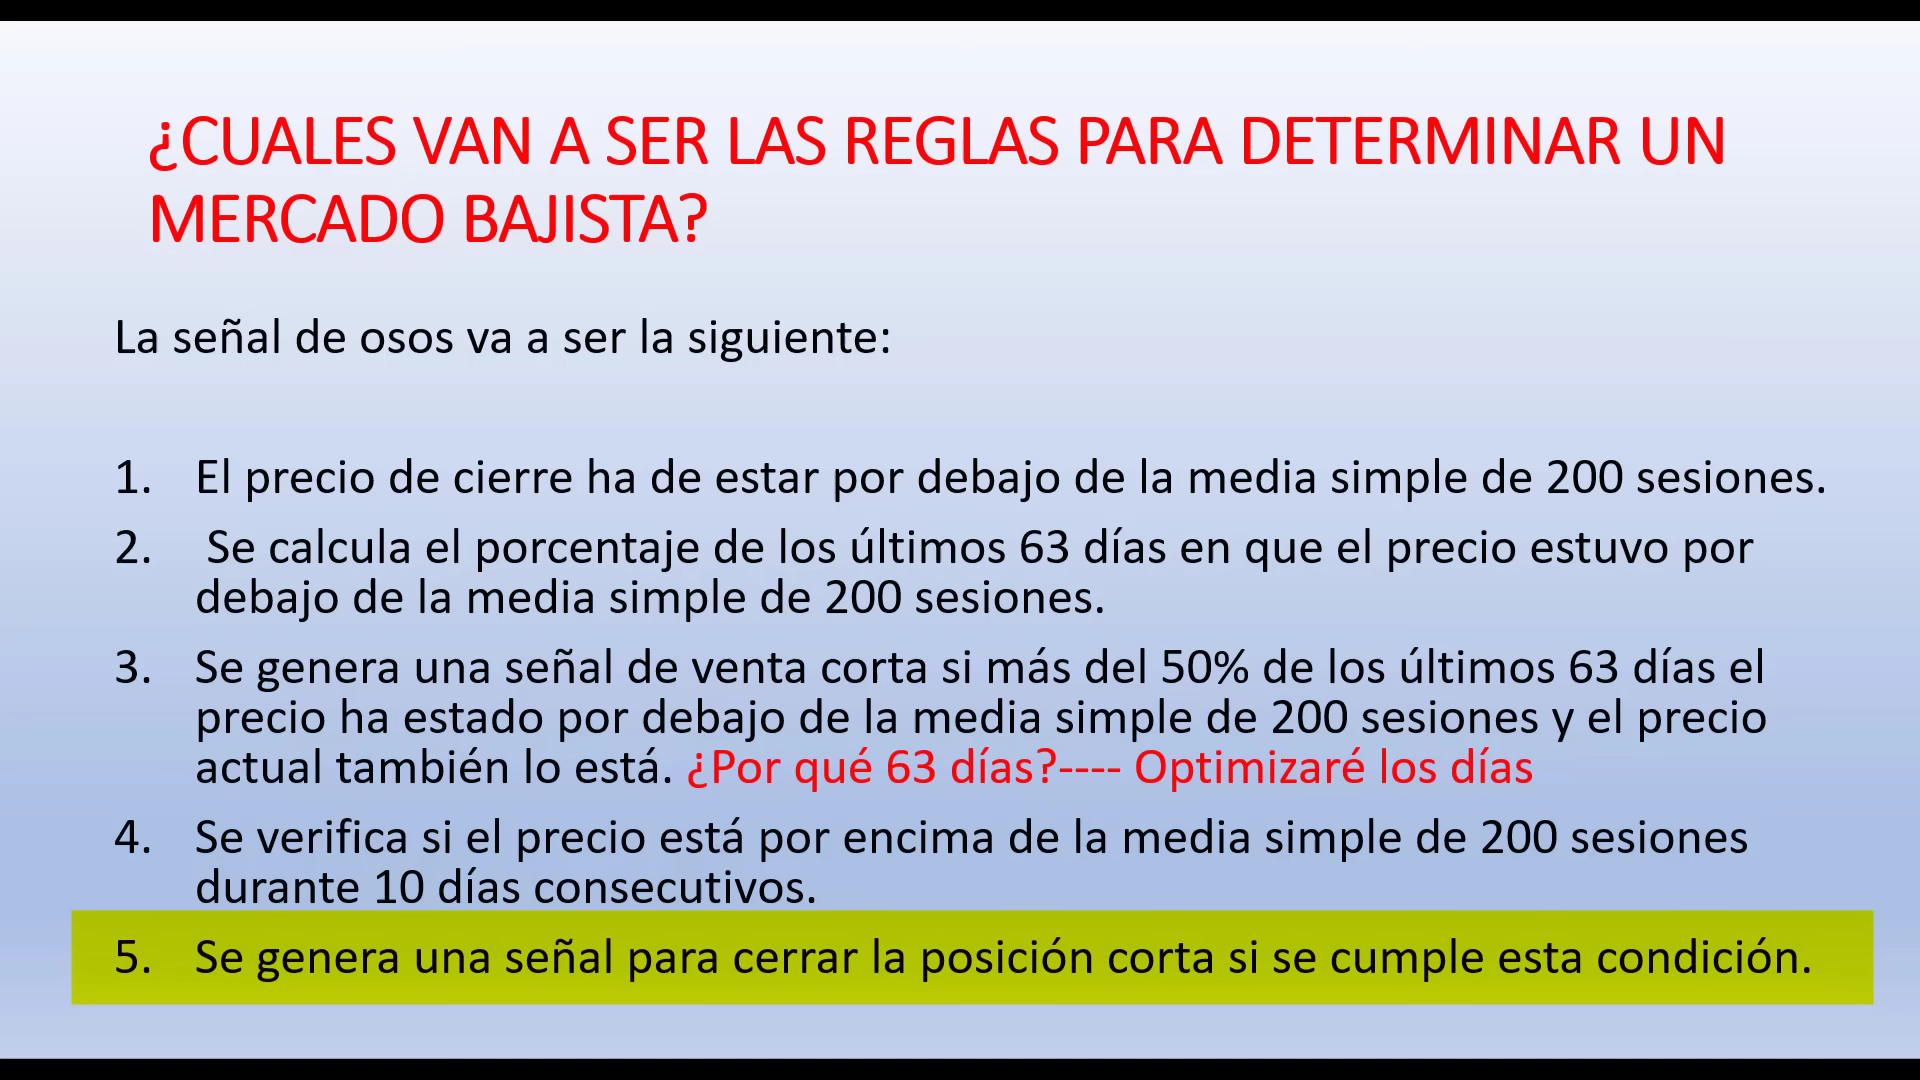 ¿CUALES VAN A SER LAS REGLAS PARA DETERMINAR UN
MERCADO BAJISTA?
La señal de osos va a ser la siguiente:
1. El precio de cierre ha de estar por debajo de la media simple de 200 sesiones.
2. Se calcula el porcentaje de los últimos 63 días en que el precio estuvo por
debajo de la media simple de 200 sesiones.
3. Se genera una señal de venta corta si más del 50% de los últimos 63 días el
precio ha estado por debajo de la media simple de 200 sesiones y el precio
actual también lo está. ¿Por qué 63 días?---- Optimizaré los días
4. Se verifica si el precio está por encima de la media simple de 200 sesiones
durante 10 días consecutivos.
5. Se genera una señal para cerrar la posición corta si se cumple esta condición.